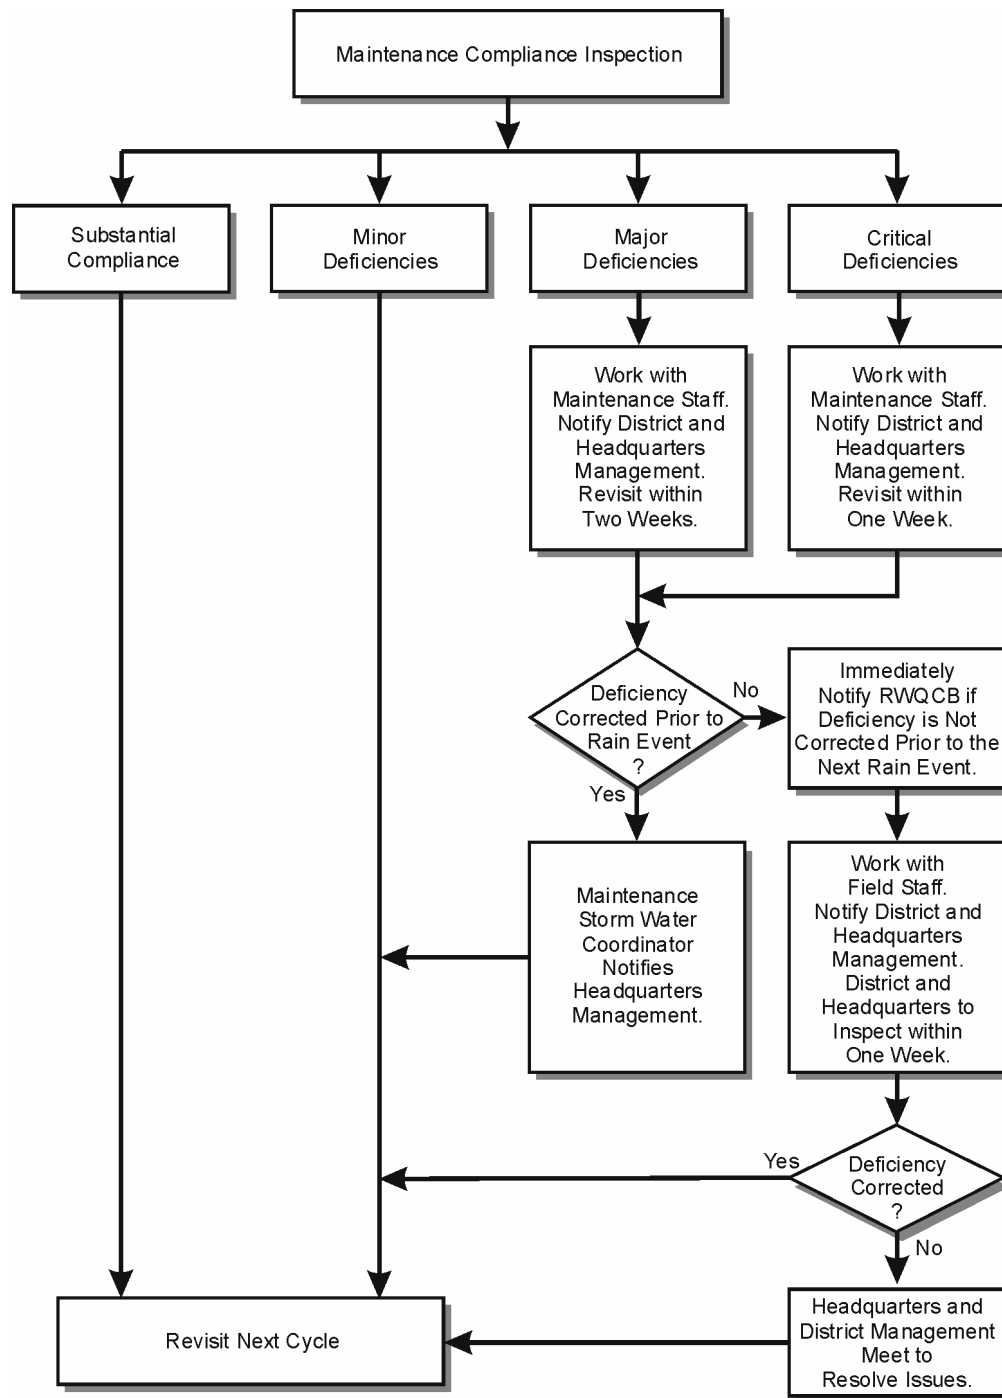 Maintenance Compliance Inspection
Substantial
Compliance
Minor
Deficiencies
Major
Deficiencies
Critical
Deficiencies
Work with
Maintenance Staff.
Notify District and
Headquarters
Management.
Revisit within
Two Weeks.
Work with
Maintenance Staff.
Notify District and
Headquarters
Management.
Revisit within
One Week.
Deficiency
Corrected Prior to
Rain Event
?
No
Yes
Immediately
Notify RWQCB if
Deficiency is Not
Corrected Prior to the
Next Rain Event.
Maintenance
Storm Water
Coordinator
Notifies
Headquarters
Management.
Work with
Field Staff.
Notify District and
Headquarters
Management.
District and
Headquarters to
Inspect within
One Week.
Yes
Deficiency
Corrected
?
No
Revisit Next Cycle
Headquarters and
District Management
Meet to
Resolve Issues.